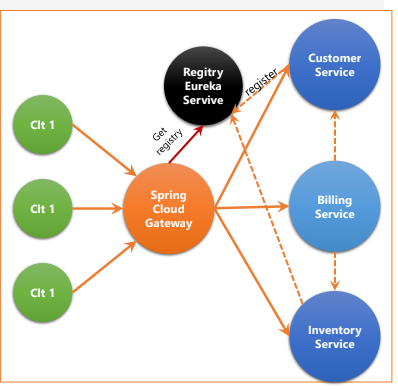 Customer
Service
Regitry
Eureka
Servive
register
Get
registry
Clt 1
Clt 1
Spring
Cloud
Gateway
Billing
Service
Clt 1
Inventory
Service